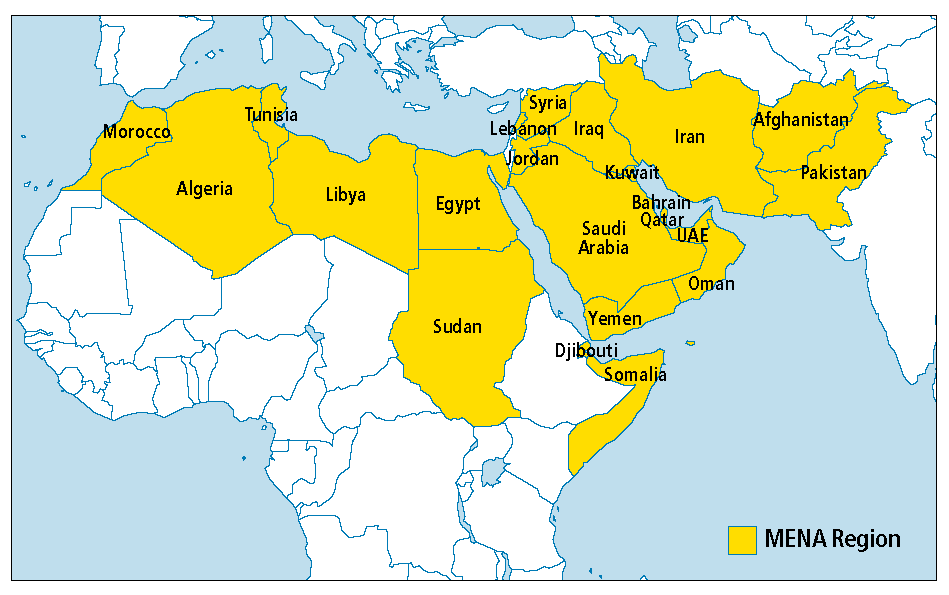 Morocco
Tunisia
Algeria
Libya
Egypt
Sudan
Syria
Lebanon
Iraq
Jordan
Iran
Afghanistan
Pakistan
Kuwait
Bahrain
Qatar
UAE
Saudi
Arabia
Oman
Yemen
Djibouti
Somalia
MENA Region